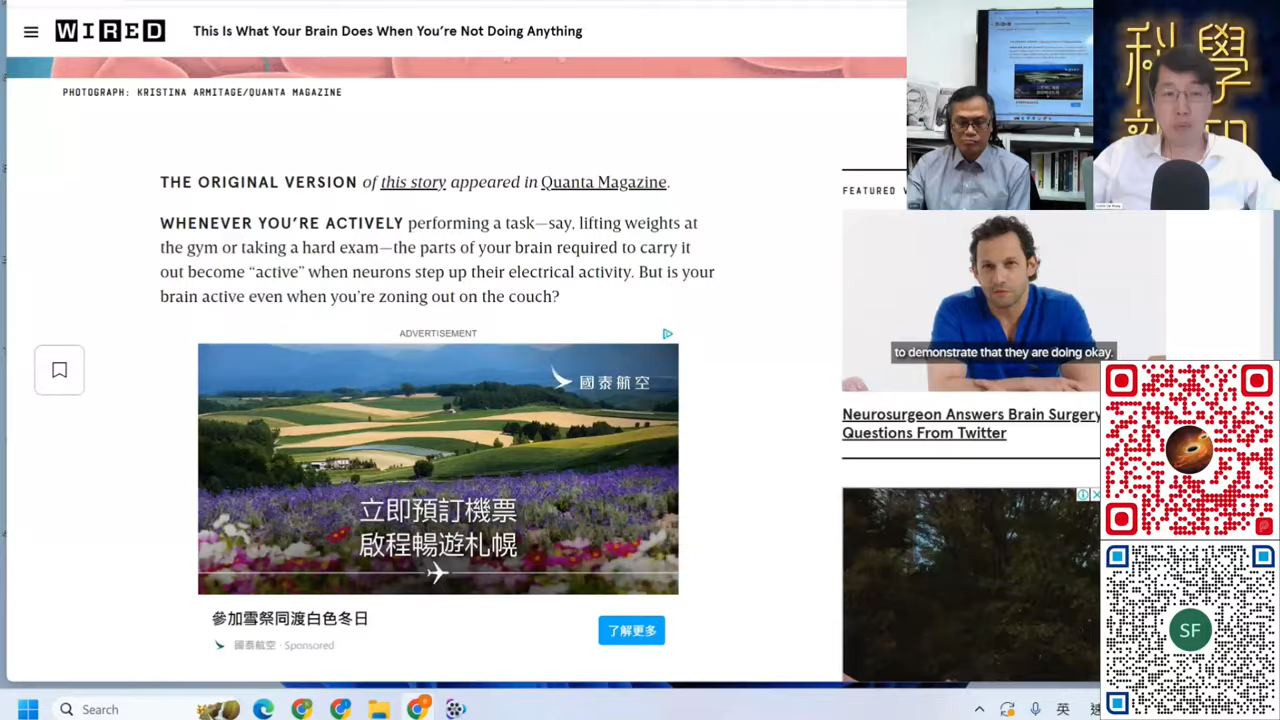 WIRED
This Is What Your Brain Does When You're Not Doing Anything
PHOTOGRAPH: KRISTINA ARMITAGE/QUANTA MAGAZINE
THE ORIGINAL VERSION of this story appeared in Quanta Magazine.
WHENEVER YOU'RE ACTIVELY performing a task—say, lifting weights at
the gym or taking a hard exam—the parts of your brain required to carry it
out become “active” when neurons step up their electrical activity. But is your
brain active even when you're zoning out on the couch?
ADVERTISEMENT
國泰航空
立即預訂機票
啟程暢遊札幌
參加雪祭同渡白色冬日
國泰航空 · Sponsored
了解更多
科學
FEATURED V
to demonstrate that they are doing okay.
Neurosurgeon Answers Brain Surgery
Questions From Twitter
SF
Search
英